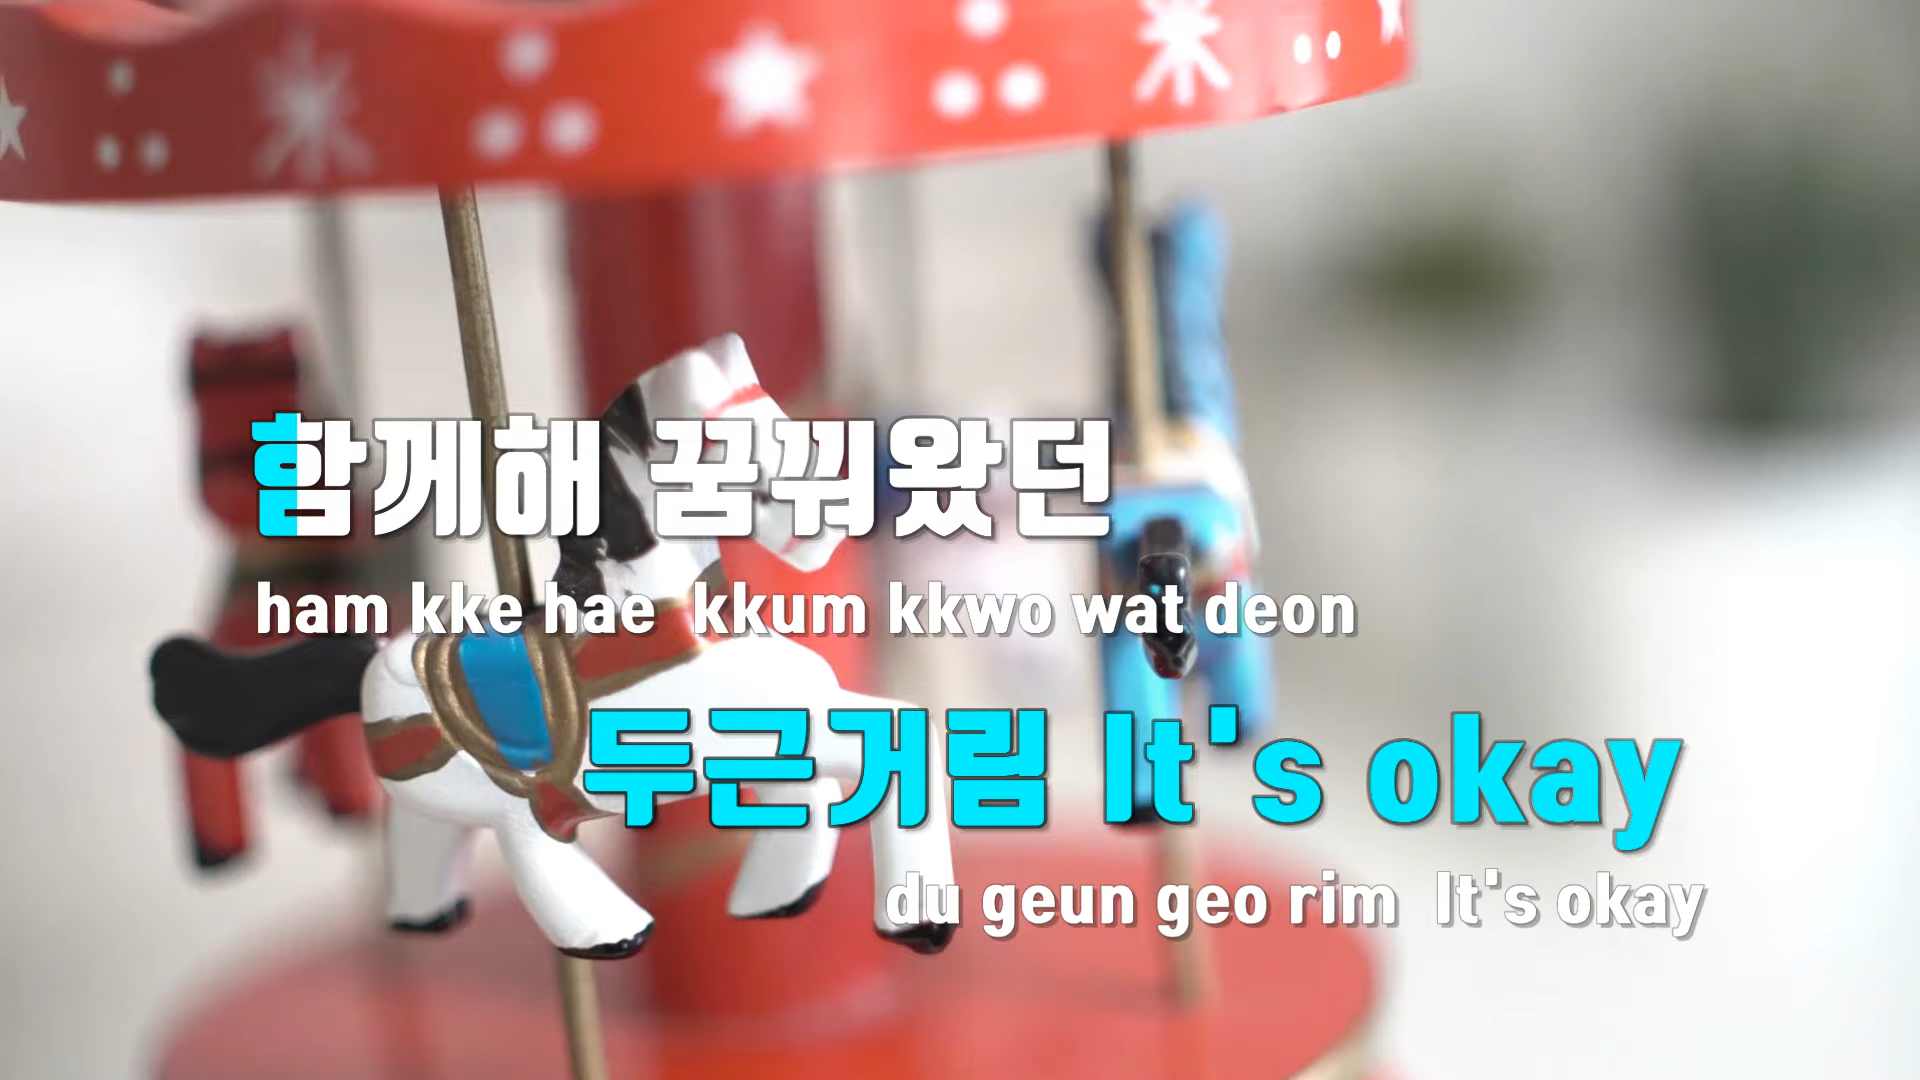 함께해 꿈꿔왔던
ham kke hae kkum kkwo wat deon
두근거림 It's okay
du geun geo rim It's okay